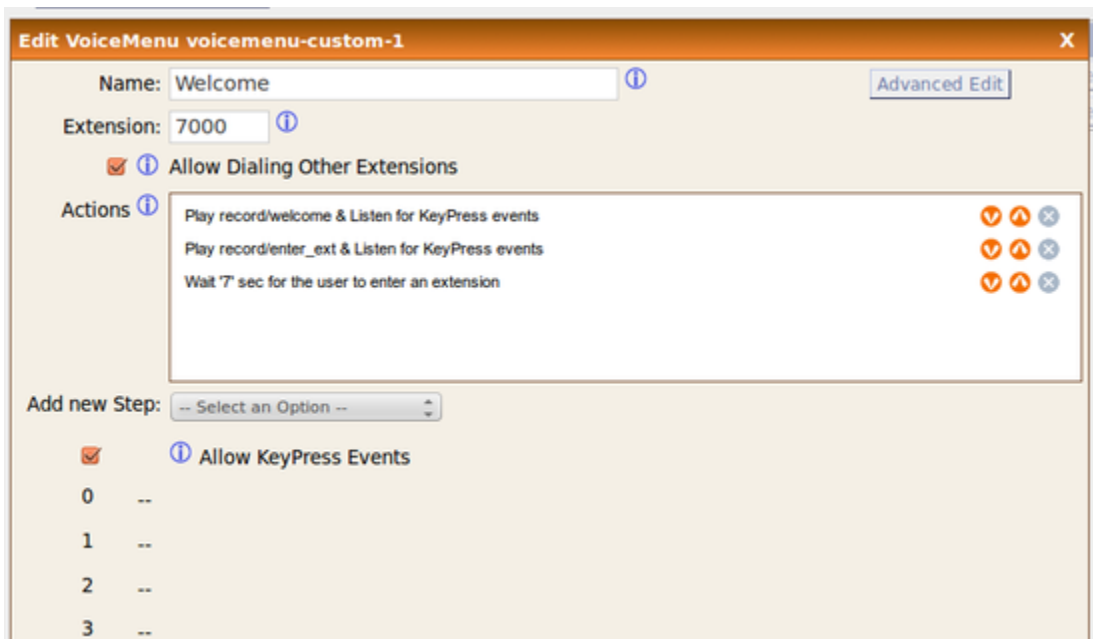 Edit VoiceMenu voicemenu-custom-1 X
Name: Welcome Advanced Edit
Extension: 7000
Allow Dialing Other Extensions
Actions
Play record/welcome & Listen for KeyPress events
Play record/enter_ext & Listen for KeyPress events
Wait '7' sec for the user to enter an extension
Add new Step: -- Select an Option --
Allow KeyPress Events
0 --
1 --
2 --
3 --